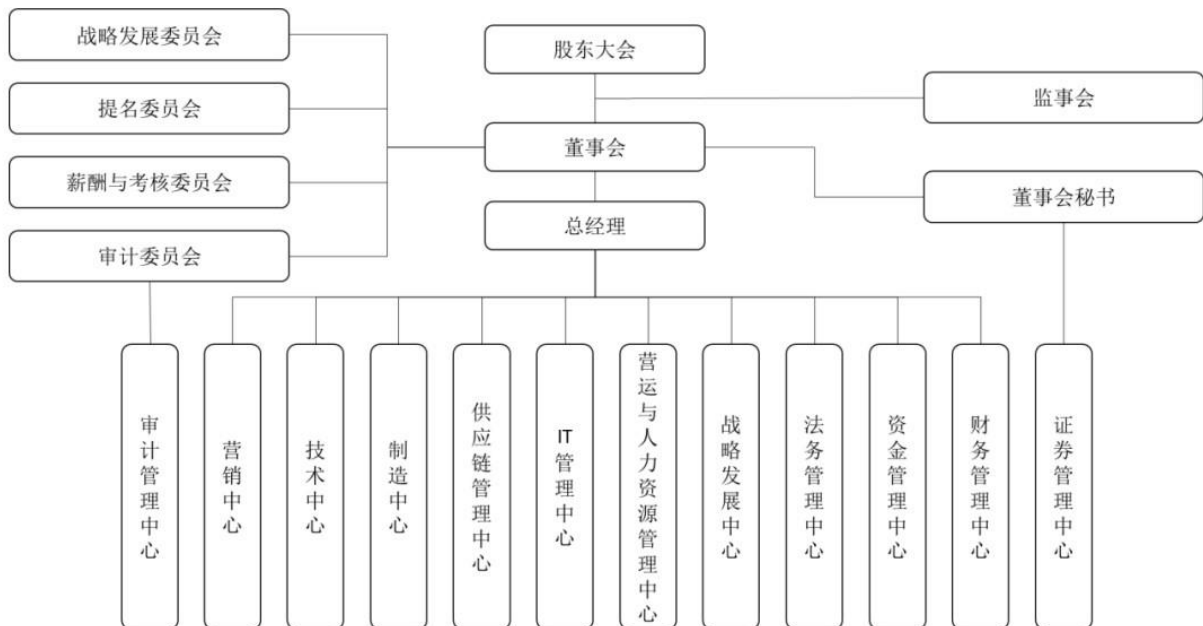 战略发展委员会
股东大会
提名委员会
监事会
董事会
薪酬与考核委员会
董事会秘书
总经理
审计委员会
审计管理中心
营销中心
技术中心
制造中心
供应链管理中心
IT管理中心
营运与人力资源管理中心
战略发展中心
法务管理中心
资金管理中心
财务管理中心
证券管理中心